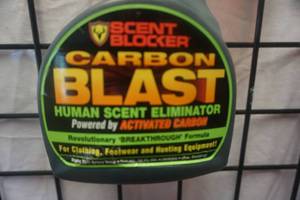 SCENT
BLOCKER
CARBON
BLAST
HUMAN SCENT ELIMINATOR
Powered by ACTIVATED CARBON
Revolutionary 'BREAKTHROUGH' Formula
For Clothing, Footwear and Hunting Equipment!